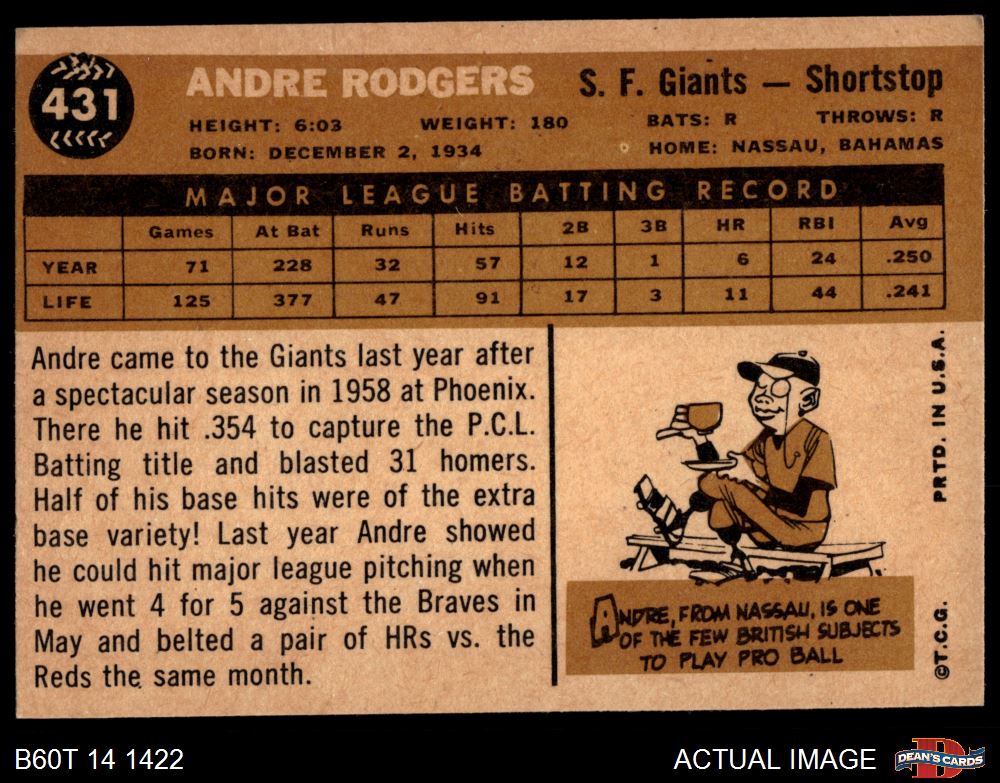 431
ANDRE RODGERS
S. F. Giants — Shortstop
HEIGHT: 6:03 WEIGHT: 180 BATS: R THROWS: R
BORN: DECEMBER 2, 1934 HOME: NASSAU, BAHAMAS
MAJOR LEAGUE BATTING RECORD
Games At Bat Runs Hits 2B 3B HR RBI Avg
YEAR 71 228 32 57 12 1 6 24 .250
LIFE 125 377 47 91 17 3 11 44 .241
Andre came to the Giants last year after
a spectacular season in 1958 at Phoenix.
There he hit .354 to capture the P.C.L.
Batting title and blasted 31 homers.
Half of his base hits were of the extra
base variety! Last year Andre showed
he could hit major league pitching when
he went 4 for 5 against the Braves in
May and belted a pair of HRs vs. the
Reds the same month.
ANDRE, FROM NASSAU, IS ONE
OF THE FEW BRITISH SUBJECTS
TO PLAY PRO BALL
©T.C.G. PRTD. IN U.S.A.
B60T 14 1422
ACTUAL IMAGE
D
DEAN'S CARDS